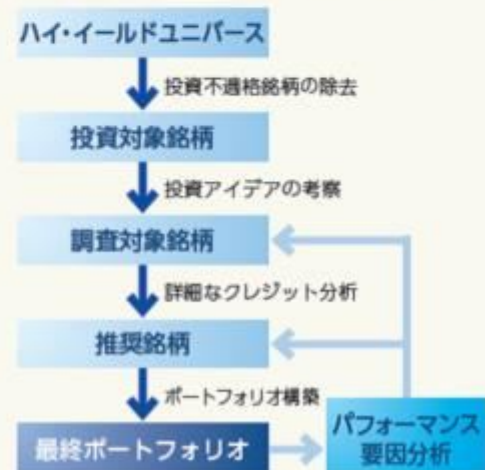 ハイ・イールドユニバース
投資不適格銘柄の除去
投資対象銘柄
投資アイデアの考察
調査対象銘柄
詳細なクレジット分析
推奨銘柄
ポートフォリオ構築
最終ポートフォリオ
パフォーマンス
要因分析